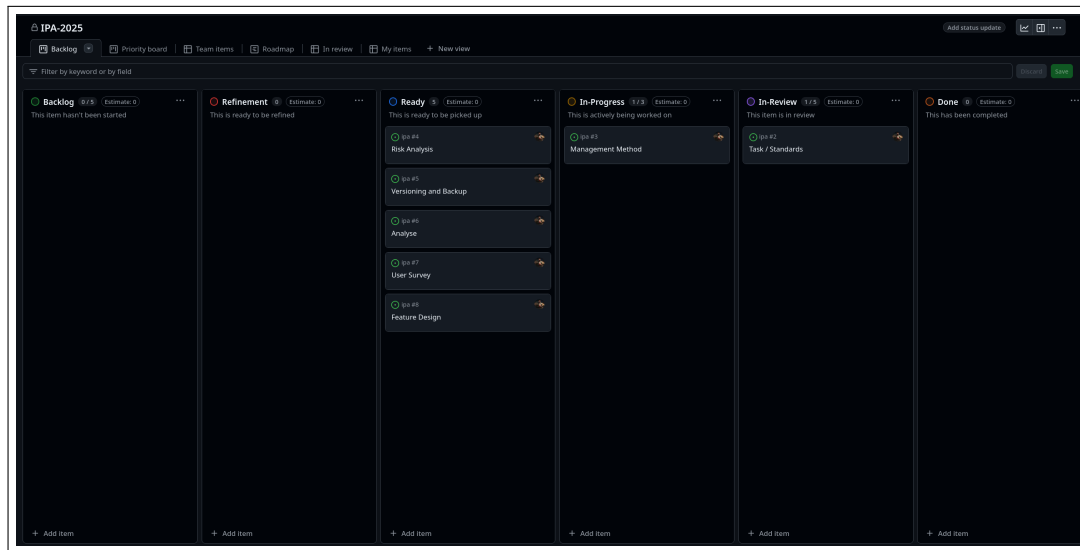 IPA-2025
Add status update
Backlog
Priority board
Team items
Roadmap
In review
My items
+ New view
Filter by keyword or by field
Discard
Save
Backlog 0 / 5 Estimate: 0
This item hasn't been started
+ Add item
Refinement 0 Estimate: 0
This is ready to be refined
+ Add item
Ready 5 Estimate: 0
This is ready to be picked up
ipa #4
Risk Analysis
ipa #5
Versioning and Backup
ipa #6
Analyse
ipa #7
User Survey
ipa #8
Feature Design
+ Add item
In-Progress 1 / 3 Estimate: 0
This is actively being worked on
ipa #3
Management Method
+ Add item
In-Review 1 / 5 Estimate: 0
This item is in review
ipa #2
Task / Standards
+ Add item
Done 0 Estimate: 0
This has been completed
+ Add item